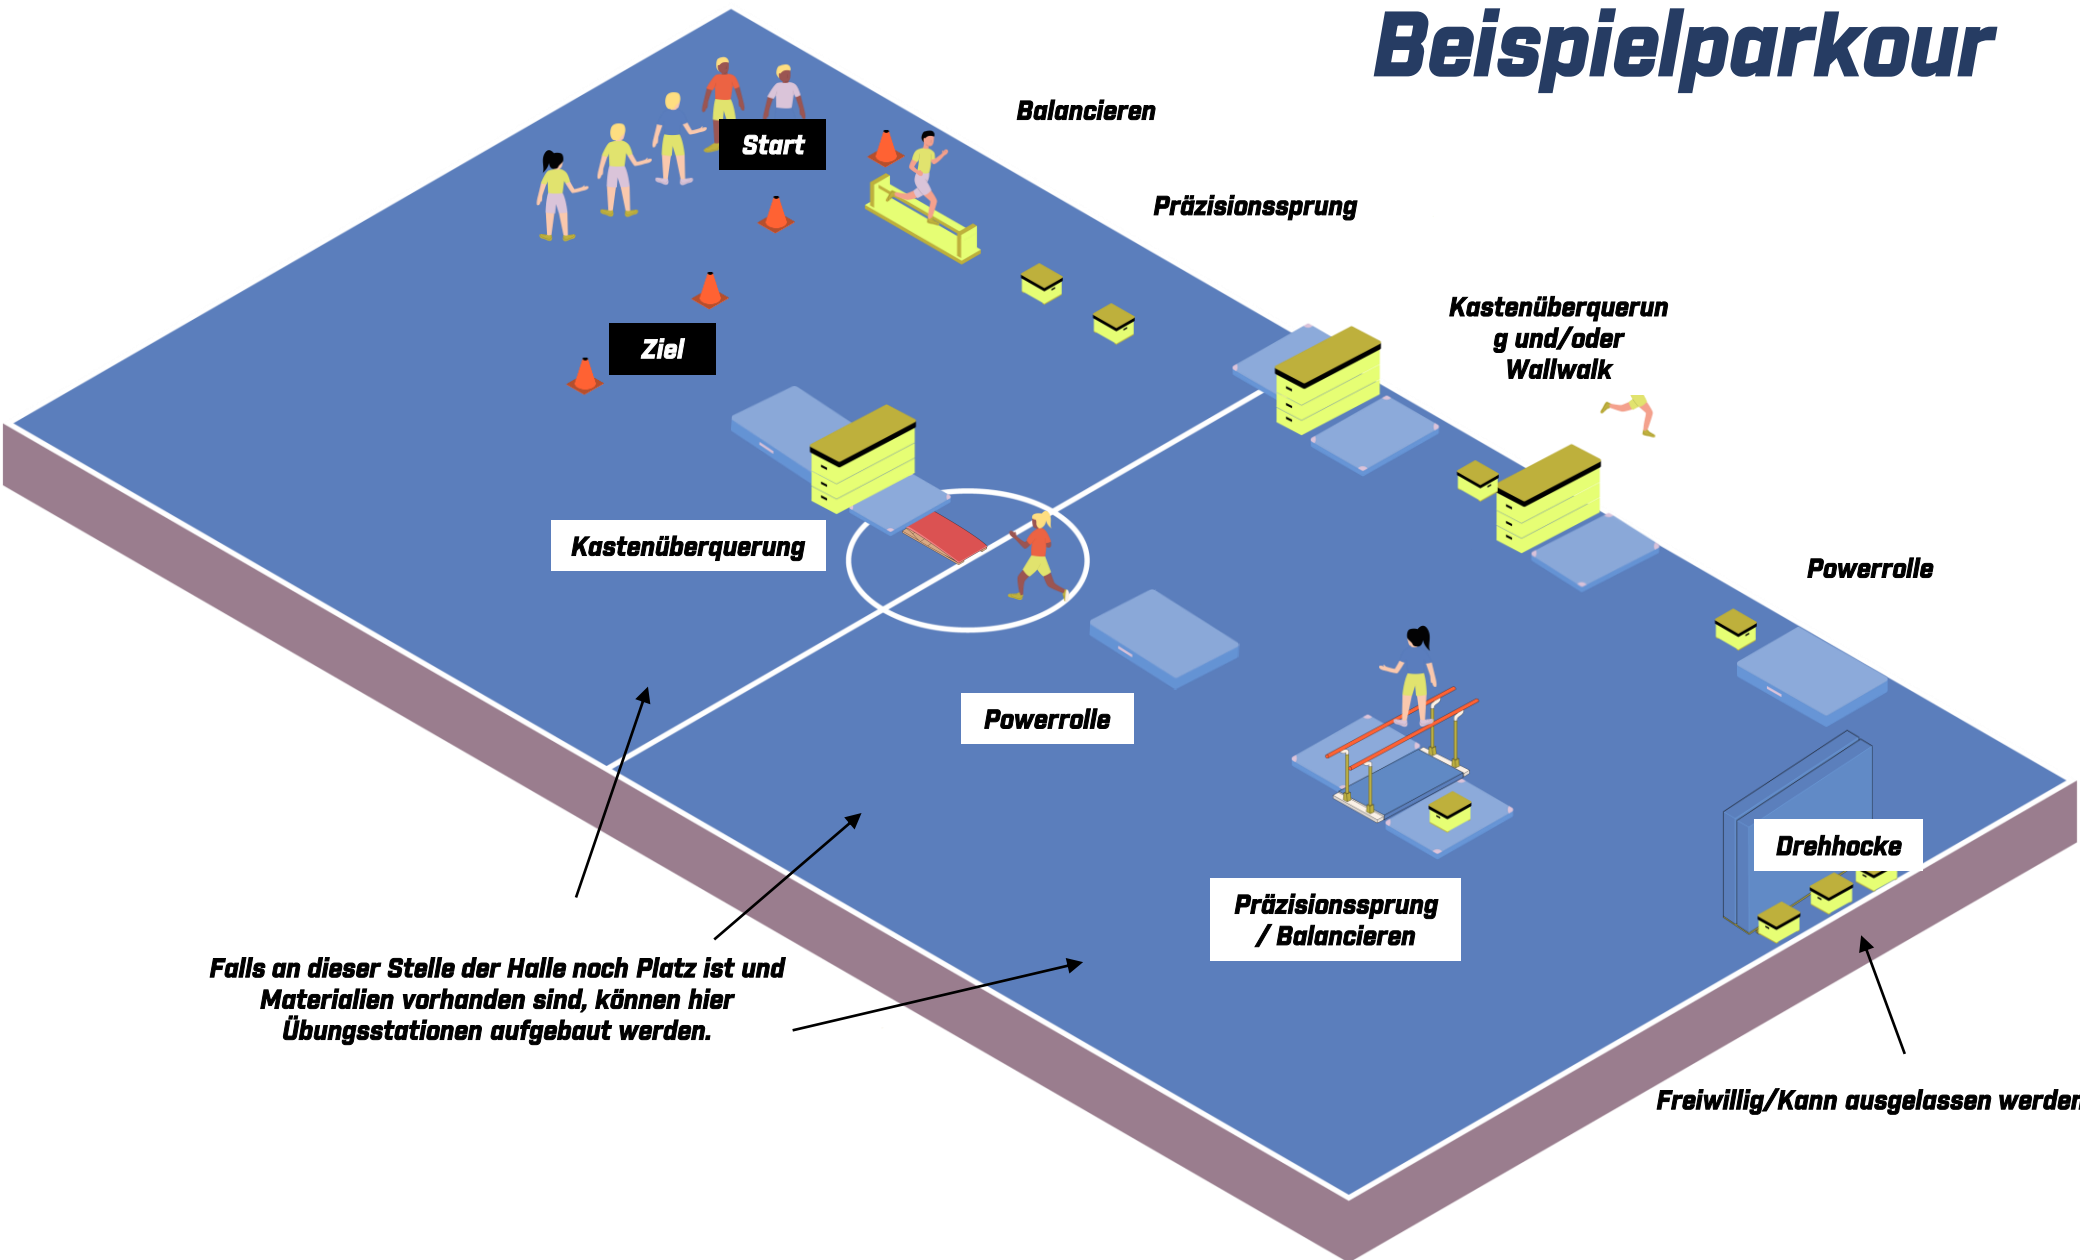 Beispielparkour
Balancieren
Start
Präzisionssprung
Kastenüberquerun
g und/oder
Wallwalk
Ziel
Kastenüberquerung
Powerrolle
Powerrolle
Drehhocke
Präzisionssprung
/ Balancieren
Falls an dieser Stelle der Halle noch Platz ist und
Materialien vorhanden sind, können hier
Übungsstationen aufgebaut werden.
Freiwillig/Kann ausgelassen werden